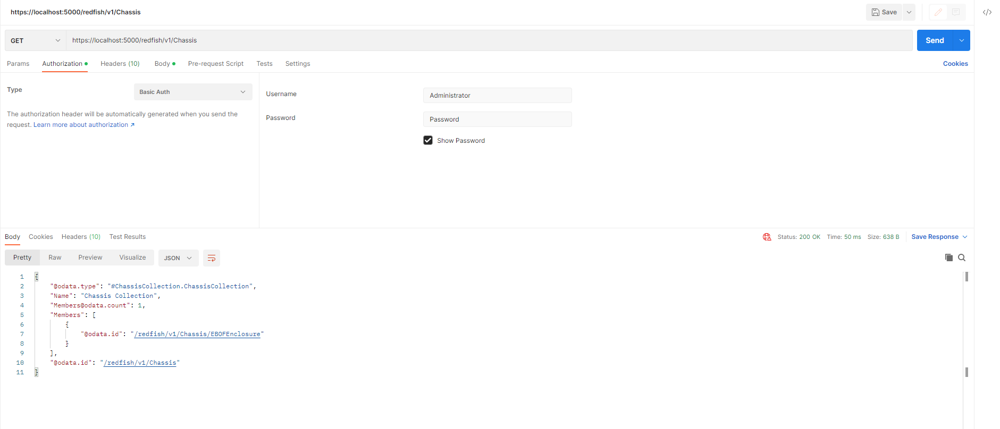 https://localhost:5000/redfish/v1/Chassis
Save
GET
https://localhost:5000/redfish/v1/Chassis
Send
Params
Authorization
Headers (10)
Body
Pre-request Script
Tests
Settings
Cookies
Type
Basic Auth
The authorization header will be automatically generated when you send the
request. Learn more about authorization ↗
Username
Administrator
Password
Password
Show Password
Body
Cookies
Headers (10)
Test Results
Status: 200 OK
Time: 50 ms
Size: 638 B
Save Response
Pretty
Raw
Preview
Visualize
JSON
1 {
2 "@odata.type": "#ChassisCollection.ChassisCollection",
3 "Name": "Chassis Collection",
4 "Members@odata.count": 1,
5 "Members": [
6 {
7 "@odata.id": "/redfish/v1/Chassis/EBOFEnclosure"
8 }
9 ],
10 "@odata.id": "/redfish/v1/Chassis"
11 }